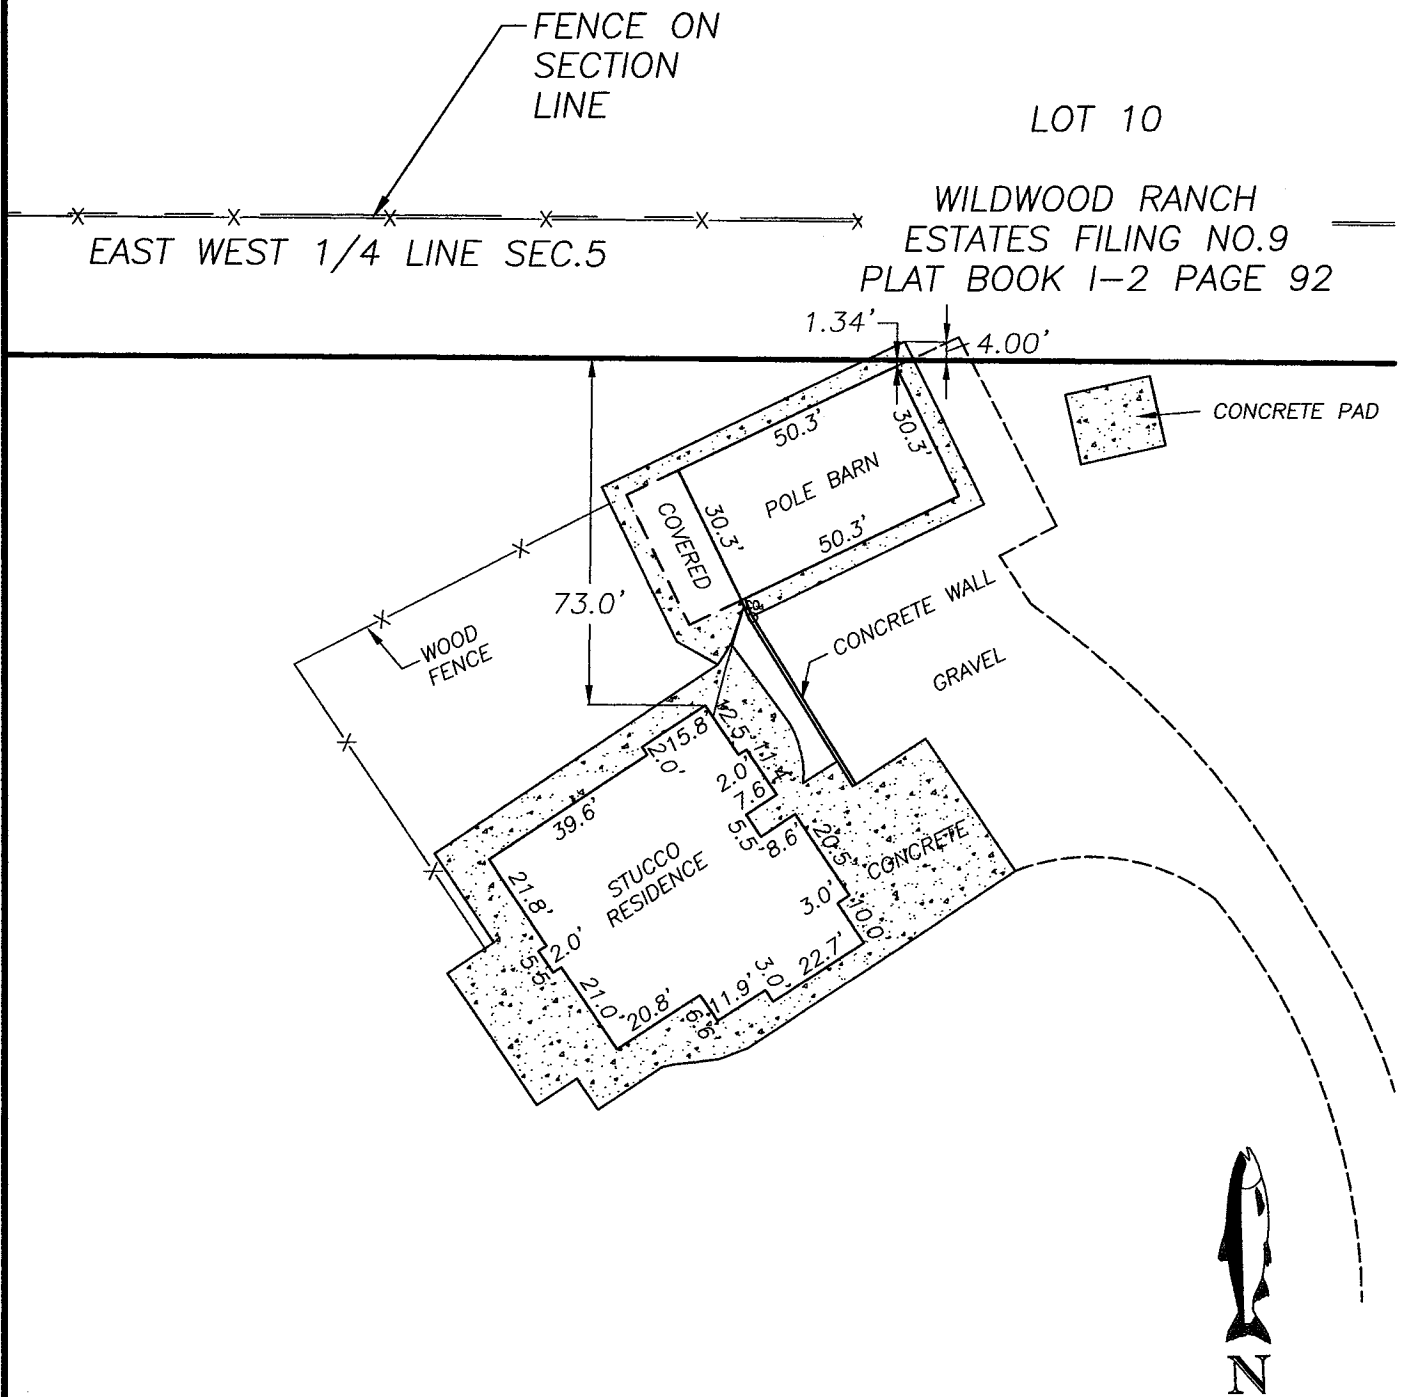 FENCE ON
SECTION
LINE
LOT 10
WILDWOOD RANCH
ESTATES FILING NO.9
PLAT BOOK I-2 PAGE 92
EAST WEST 1/4 LINE SEC.5
1.34'
4.00'
CONCRETE PAD
50.3'
30.3'
POLE BARN
COVERED
30.3'
50.3'
73.0'
WOOD
FENCE
CONCRETE WALL
GRAVEL
15.8'
2.0'
12.5'
11.4'
2.0'
7.6'
5.5'
8.6'
39.6'
20.5'
CONCRETE
STUCCO
RESIDENCE
21.8'
3.0'
10.0'
2.0'
5.5'
22.7'
3.0'
21.0'
20.8'
11.9'
6.6'
N